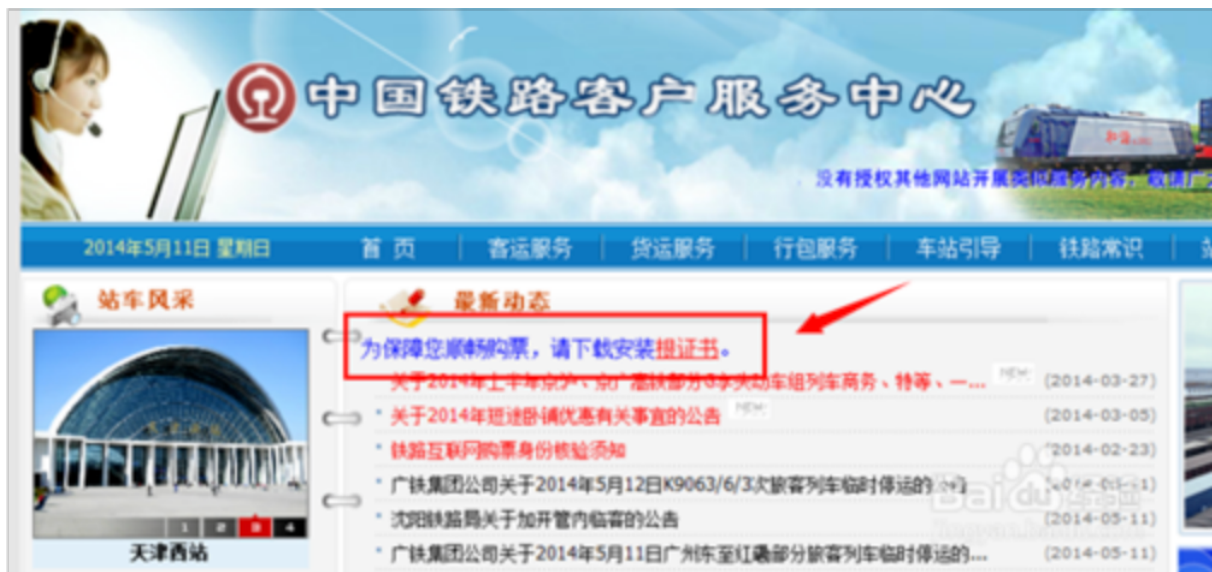 中国铁路客户服务中心
没有授权其他网站开展类似服务内容，敬请广
2014年5月11日 星期日 首 页 客运服务 货运服务 行包服务 车站引导 铁路常识
站车风采
最新动态
为保障您顺畅购票，请下载安装根证书。
关于2014年上半年京沪、京广高铁部分G字头动车组列车商务、特等、一... NEW (2014-03-27)
关于2014年短途卧铺优惠有关事宜的公告 NEW (2014-03-05)
铁路互联网购票身份核验须知 (2014-02-23)
广铁集团公司关于2014年5月12日K9063/6/3次旅客列车临时停运的公告
沈阳铁路局关于加开管内临客的公告 (2014-05-11)
广铁集团公司关于2014年5月11日广州东至红磡部分旅客列车临时停运的... (2014-05-11)
1 2 3 4
天津西站
Baidu 经验
jingyan.baidu.com